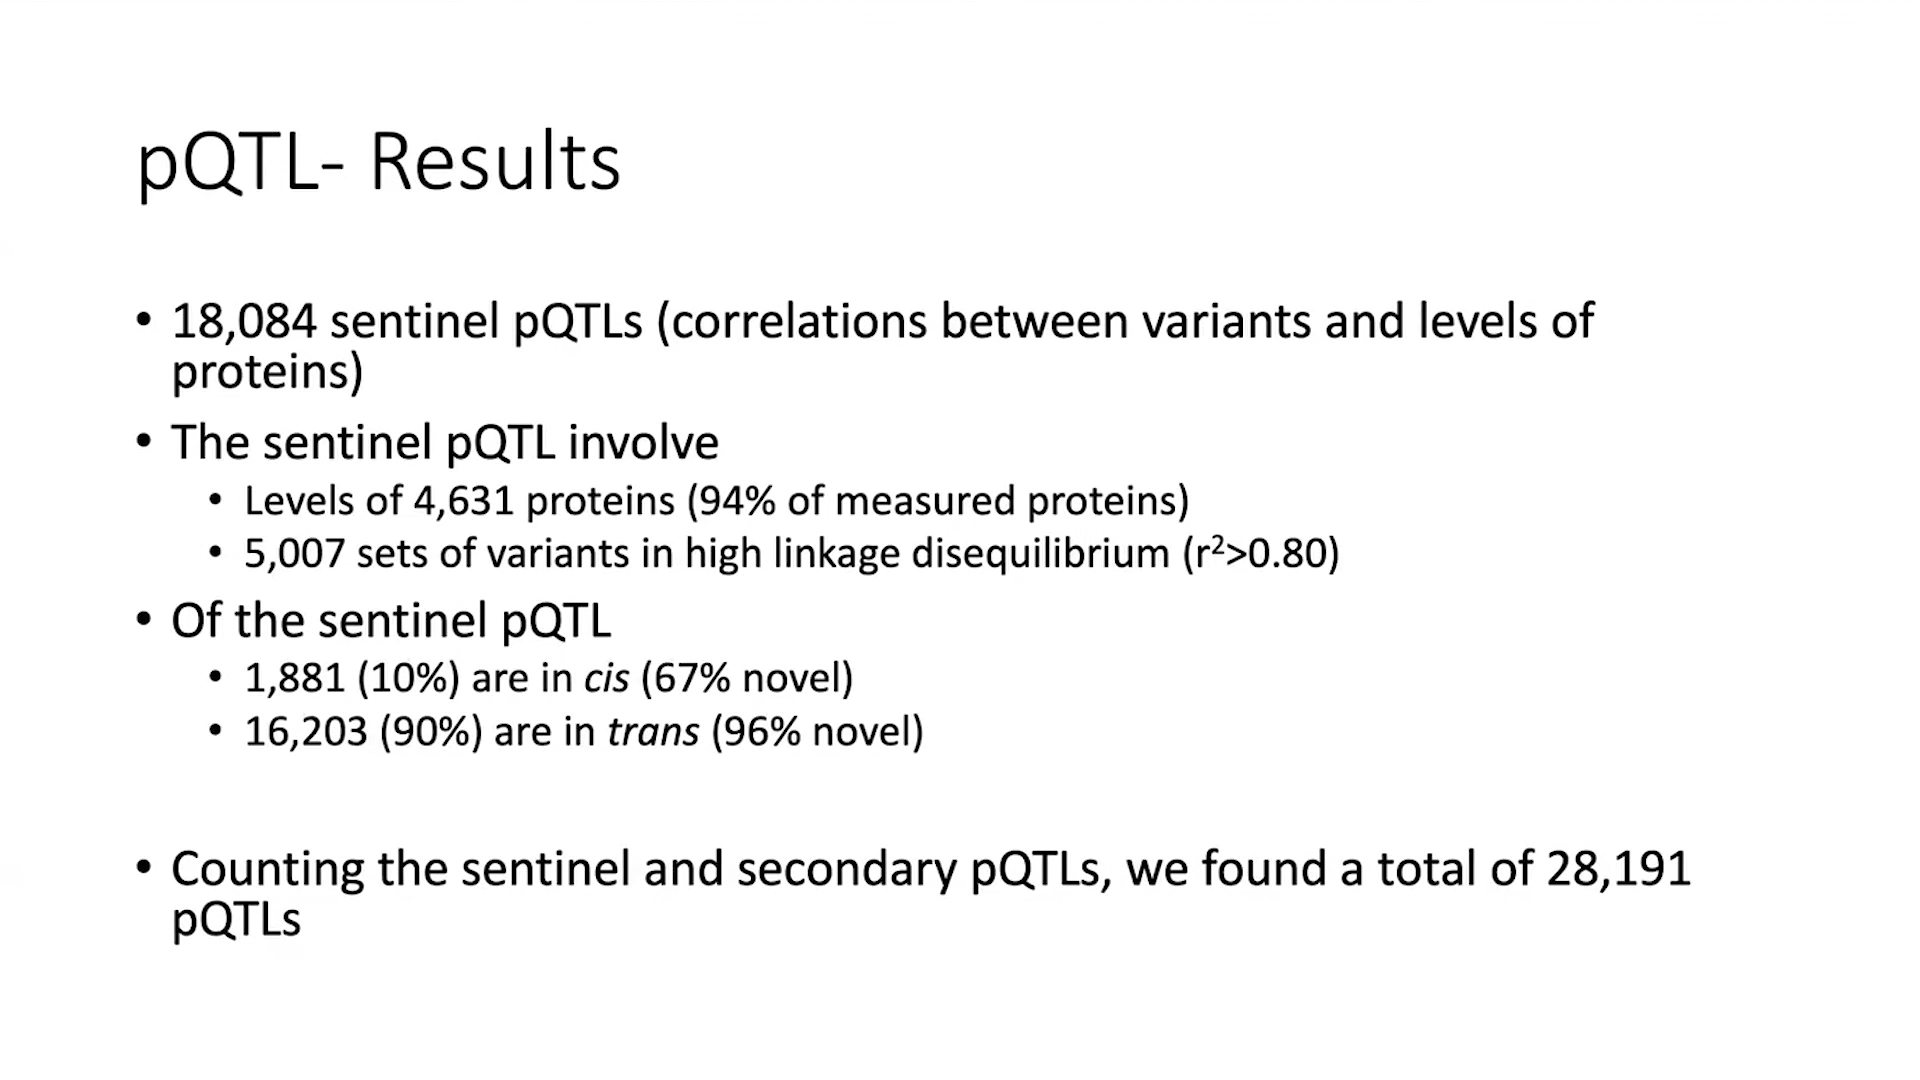 pQTL- Results
• 18,084 sentinel pQTLs (correlations between variants and levels of
proteins)
• The sentinel pQTL involve
• Levels of 4,631 proteins (94% of measured proteins)
• 5,007 sets of variants in high linkage disequilibrium (r²>0.80)
• Of the sentinel pQTL
• 1,881 (10%) are in cis (67% novel)
• 16,203 (90%) are in trans (96% novel)
• Counting the sentinel and secondary pQTLs, we found a total of 28,191
pQTLs